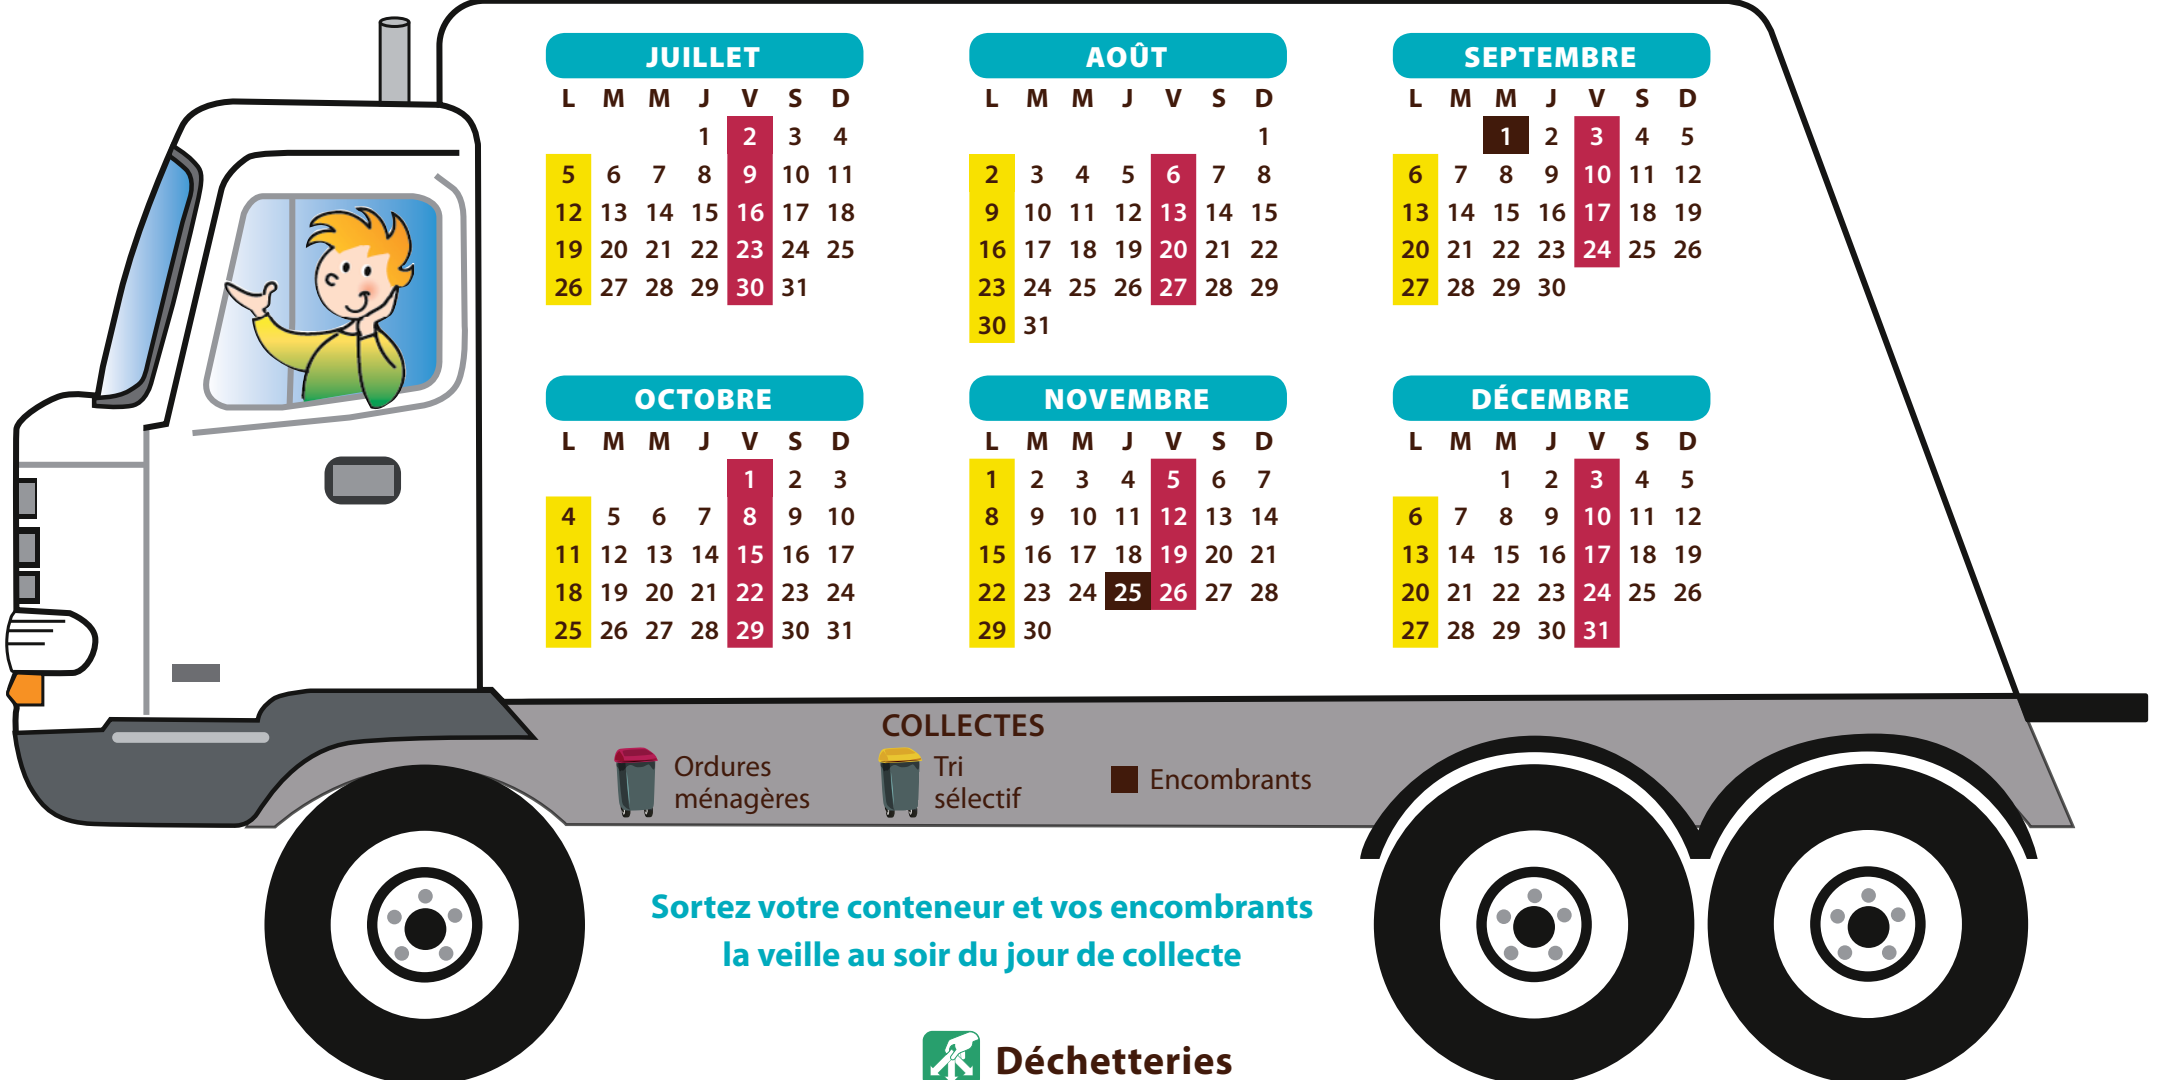 JUILLET
L M M J V S D
1 2 3 4
5 6 7 8 9 10 11
12 13 14 15 16 17 18
19 20 21 22 23 24 25
26 27 28 29 30 31
AOÛT
L M M J V S D
1
2 3 4 5 6 7 8
9 10 11 12 13 14 15
16 17 18 19 20 21 22
23 24 25 26 27 28 29
30 31
SEPTEMBRE
L M M J V S D
1 2 3 4 5
6 7 8 9 10 11 12
13 14 15 16 17 18 19
20 21 22 23 24 25 26
27 28 29 30
OCTOBRE
L M M J V S D
1 2 3
4 5 6 7 8 9 10
11 12 13 14 15 16 17
18 19 20 21 22 23 24
25 26 27 28 29 30 31
NOVEMBRE
L M M J V S D
1 2 3 4 5 6 7
8 9 10 11 12 13 14
15 16 17 18 19 20 21
22 23 24 25 26 27 28
29 30
DÉCEMBRE
L M M J V S D
1 2 3 4 5
6 7 8 9 10 11 12
13 14 15 16 17 18 19
20 21 22 23 24 25 26
27 28 29 30 31
COLLECTES
Ordures
ménagères
Tri
sélectif
Encombrants
Sortez votre conteneur et vos encombrants
la veille au soir du jour de collecte
Déchetteries